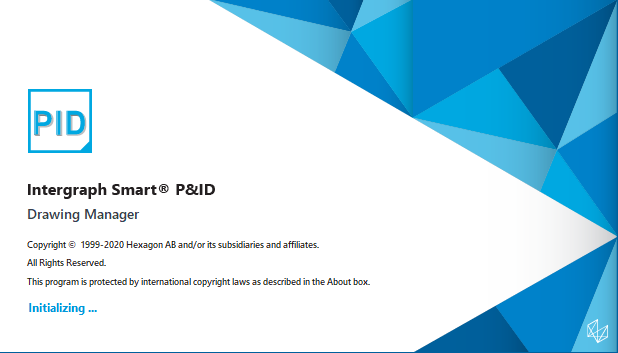 PID
Intergraph Smart® P&ID
Drawing Manager
Copyright © 1999-2020 Hexagon AB and/or its subsidiaries and affiliates.
All Rights Reserved.
This program is protected by international copyright laws as described in the About box.
Initializing ...